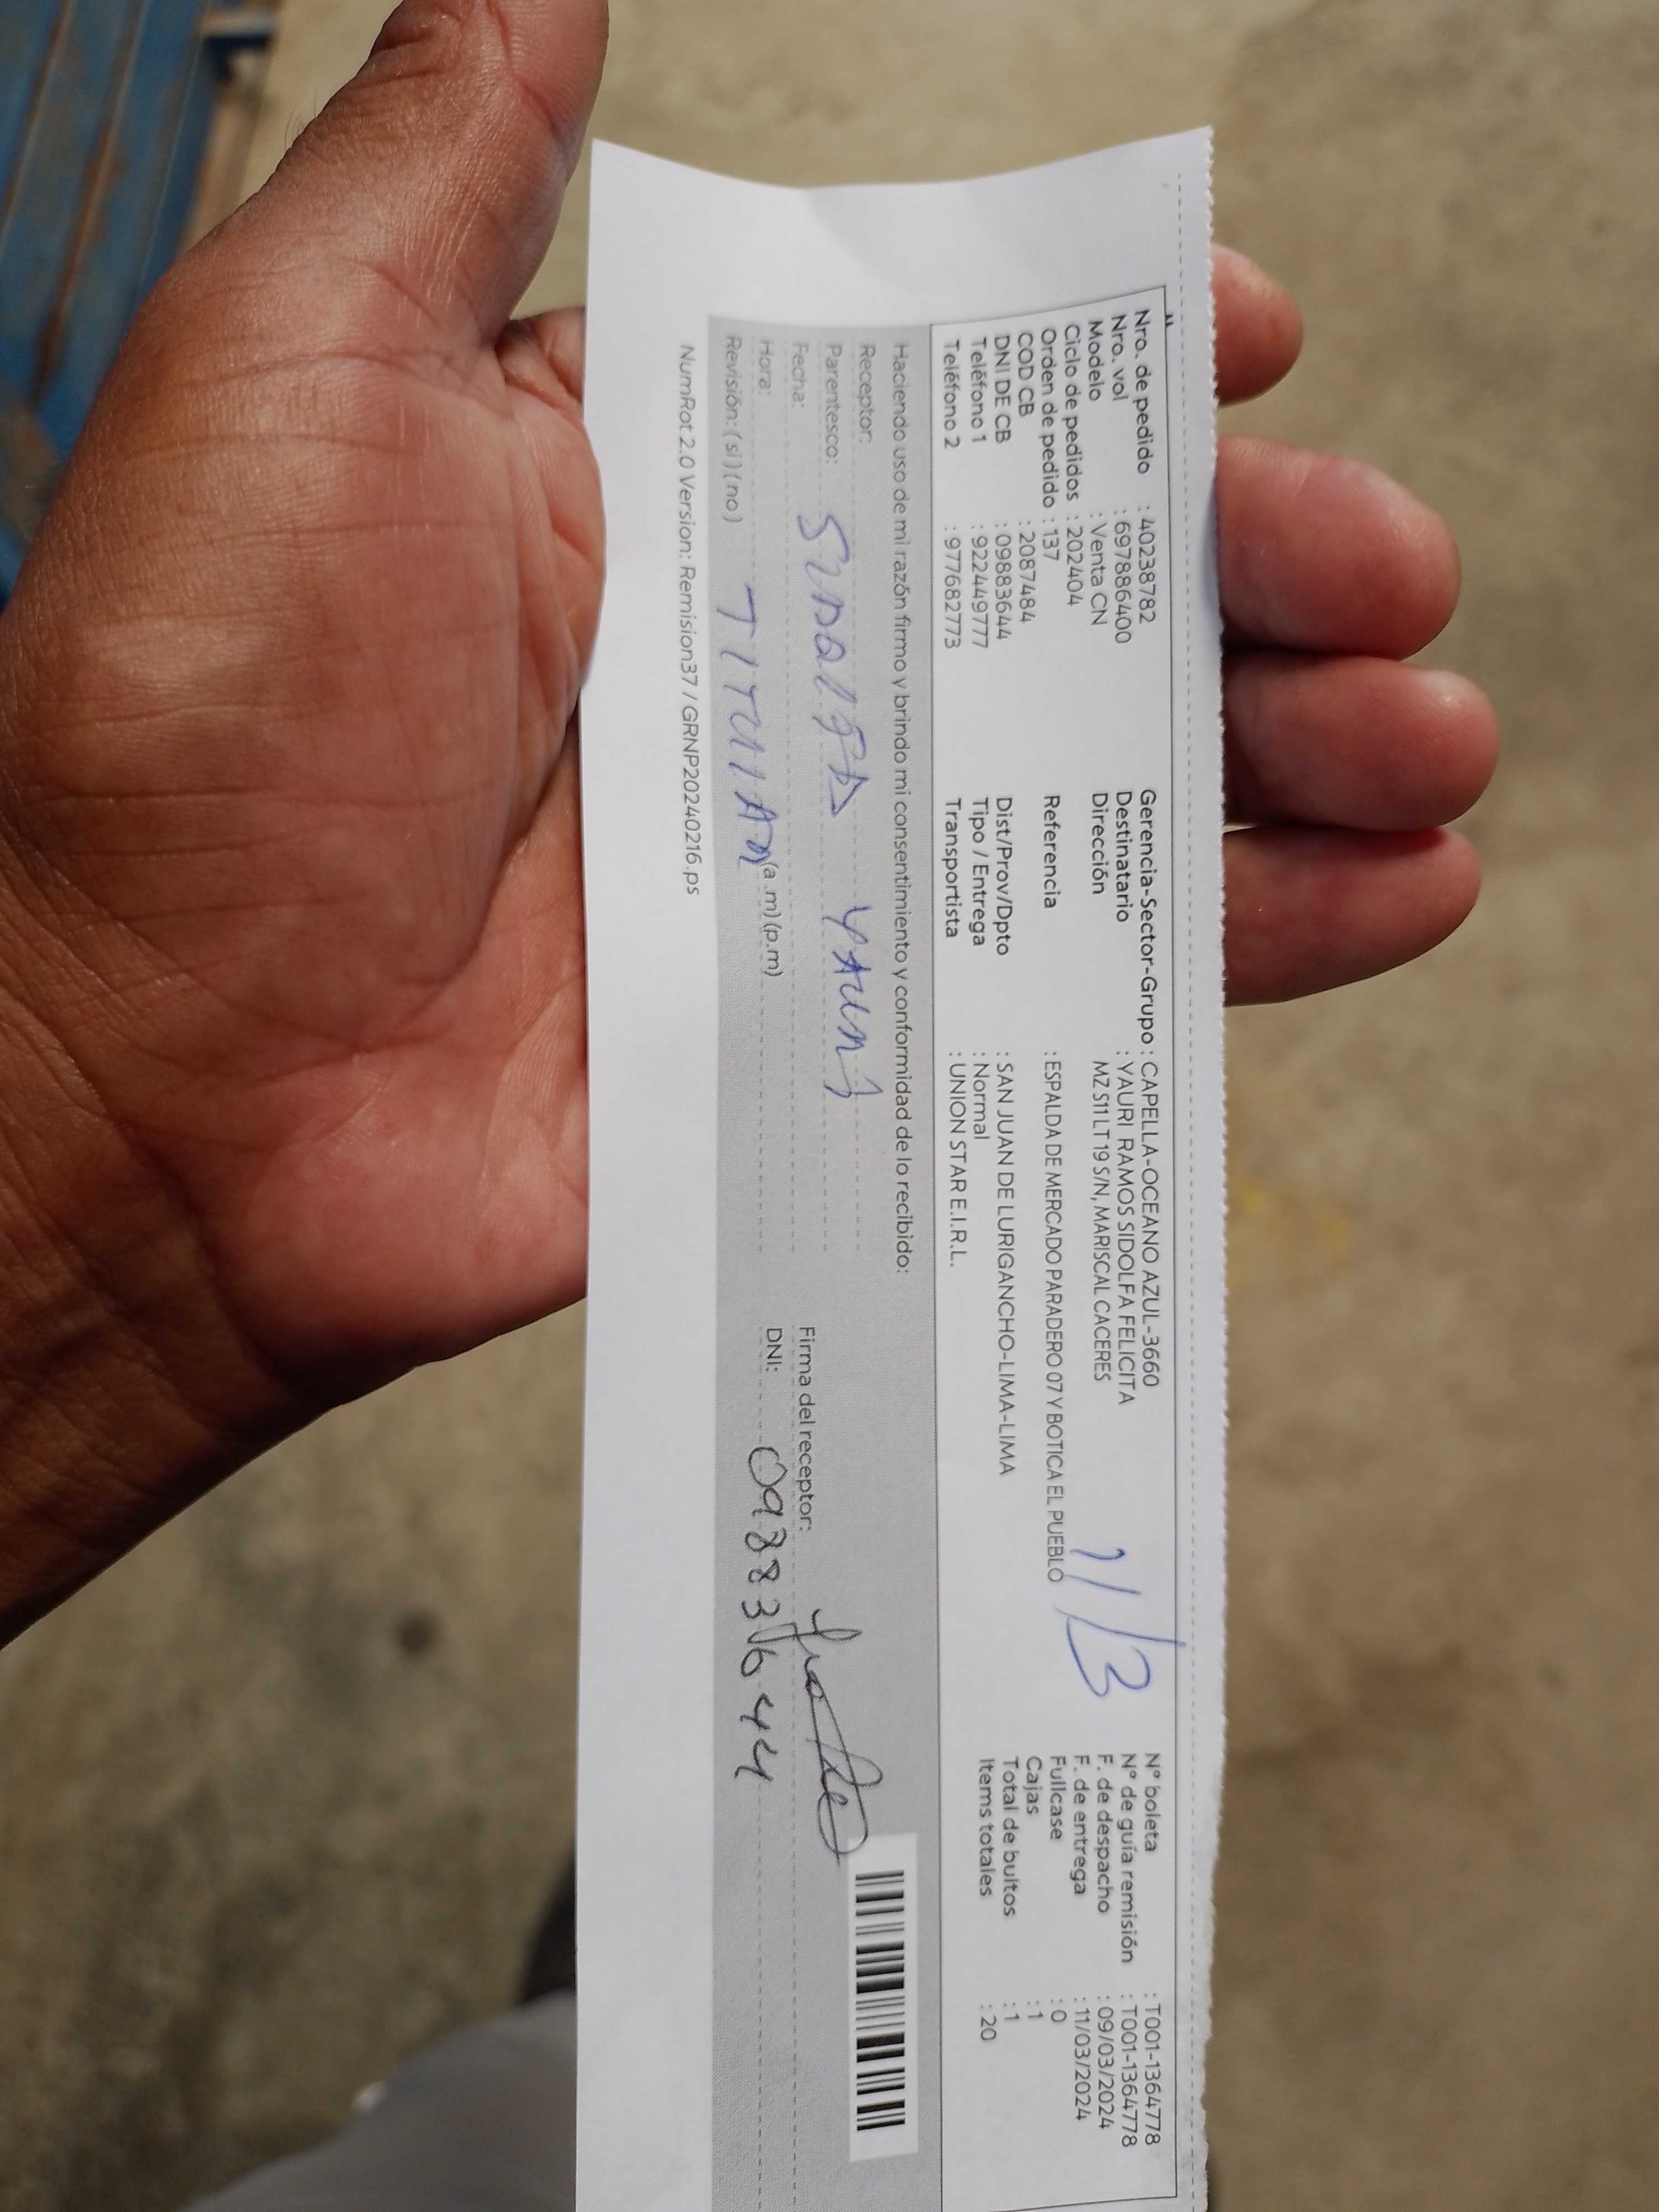 Nro. de pedido : 40238782
Nro. vol : 697886400
Modelo : Venta CN
Ciclo de pedidos : 202404
Orden de pedido : 137
COD CB : 2087484
DNI DE CB : 09883644
Teléfono 1 : 922449777
Teléfono 2 : 977682773
Gerencia-Sector-Grupo : CAPELLA-OCEANO AZUL-3660
Destinatario : YAURI RAMOS SIDOLFA FELICITA
Dirección MZ S11 LT 19 S/N, MARISCAL CACERES
Referencia : ESPALDA DE MERCADO PARADERO 07 Y BOTICA EL PUEBLO
Dist/Prov/Dpto : SAN JUAN DE LURIGANCHO-LIMA-LIMA
Tipo / Entrega : Normal
Transportista : UNION STAR E.I.R.L.
1/3
N° boleta : T001-1364778
N° de guía remisión : T001-1364778
F. de despacho : 09/03/2024
F. de entrega : 11/03/2024
Fullcase : 0
Cajas : 1
Total de bultos : 1
Items totales : 20
Haciendo uso de mi razón firmo y brindo mi consentimiento y conformidad de lo recibido:
Receptor: YAURI
Parentesco:
Fecha:
Hora: (a.m)(p.m)
Revisión: (si)(no)
TITULAR
Firma del receptor:
DNI: 09883644
NumRot 2.0 Version: Remision37 / GRNP20240216.ps